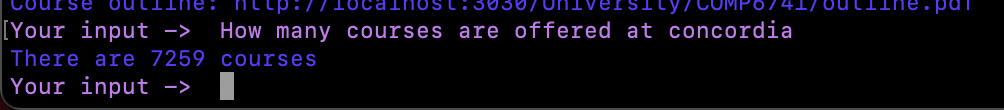 Course outline: http://localhost:3030/University/COMP6741/outline.pdf
[Your input —>  How many courses are offered at concordia
There are 7259 courses
Your input —>